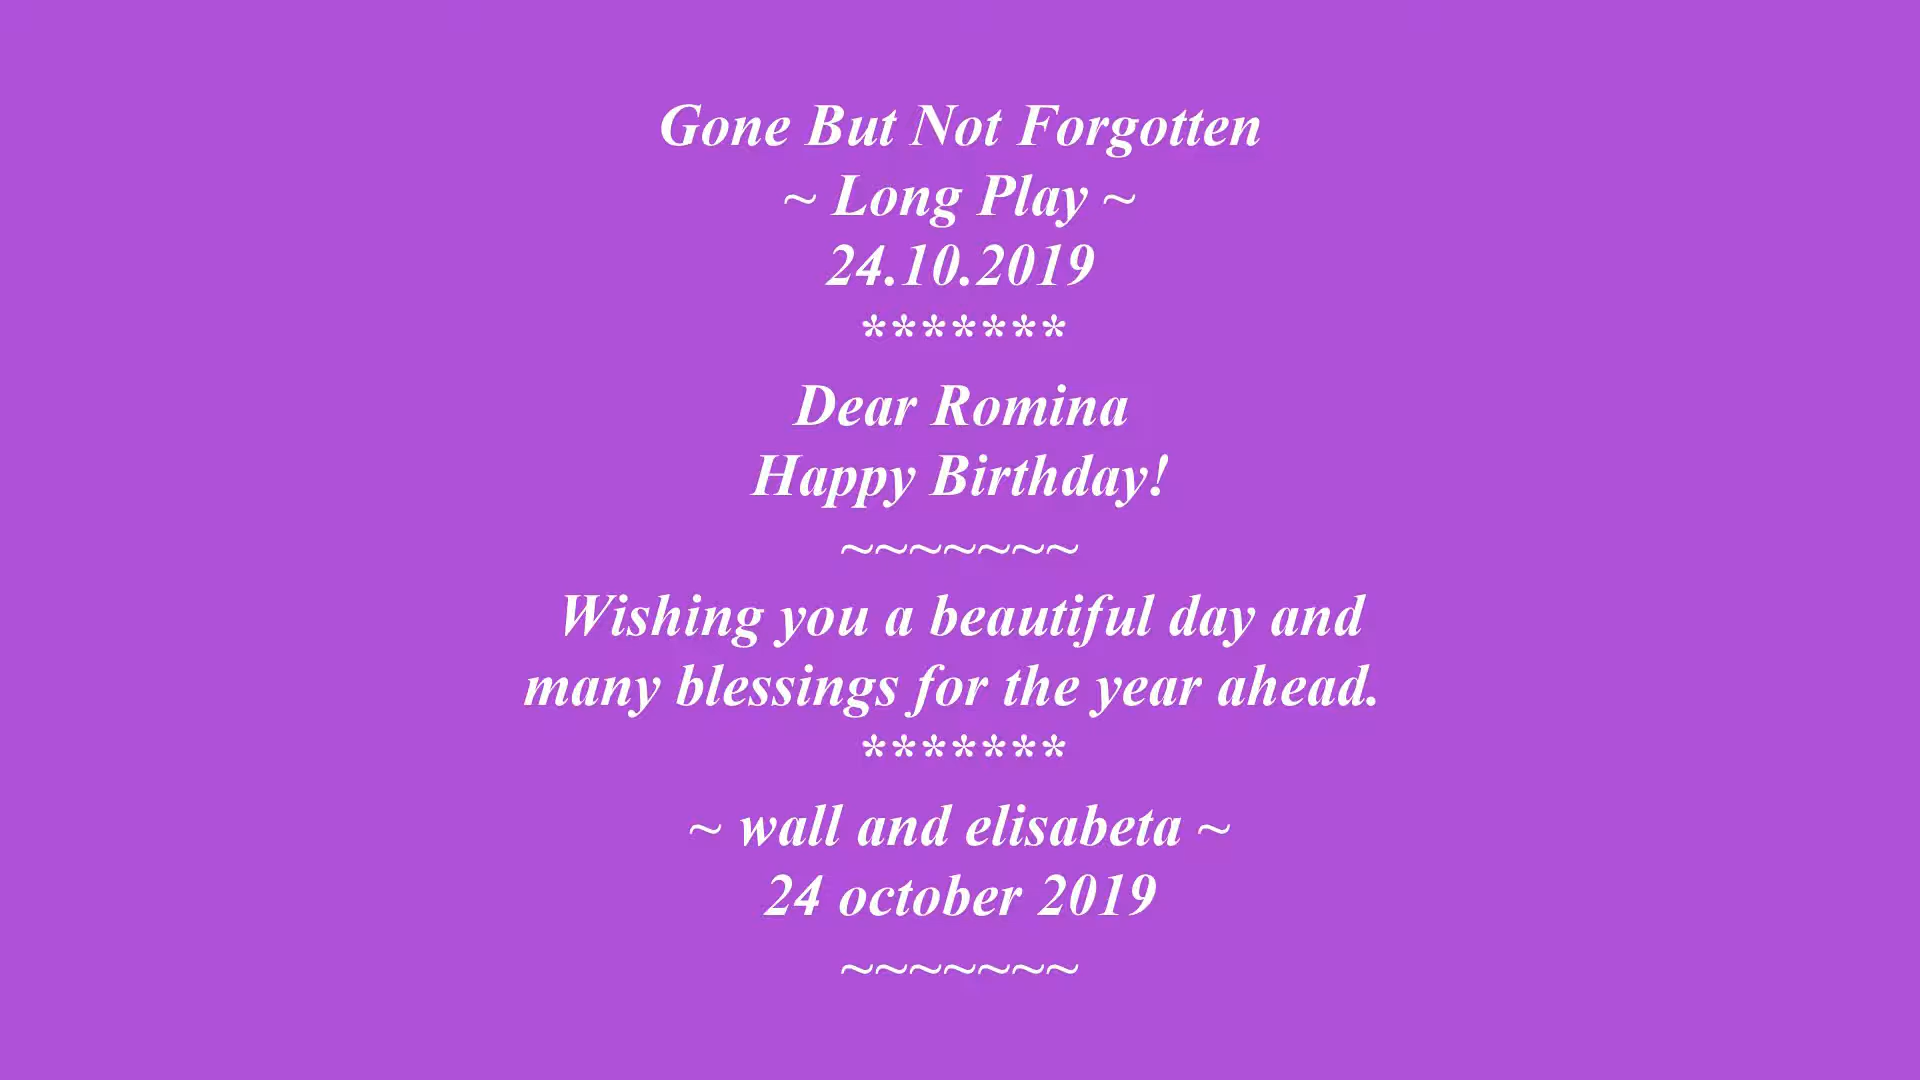 Gone But Not Forgotten
~ Long Play ~
24.10.2019
*******
Dear Romina
Happy Birthday!
~~~~~~~
Wishing you a beautiful day and
many blessings for the year ahead.
*******
~ wall and elisabeta ~
24 october 2019
~~~~~~~